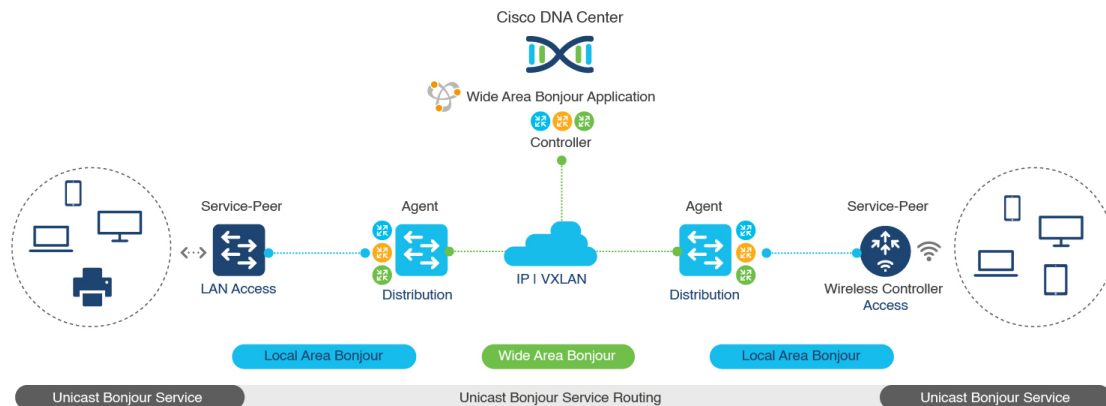 Cisco DNA Center
Wide Area Bonjour Application
Controller
Service-Peer
Agent
Agent
Service-Peer
LAN Access
Distribution
IP I VXLAN
Distribution
Wireless Controller
Access
Local Area Bonjour
Wide Area Bonjour
Local Area Bonjour
Unicast Bonjour Service
Unicast Bonjour Service Routing
Unicast Bonjour Service